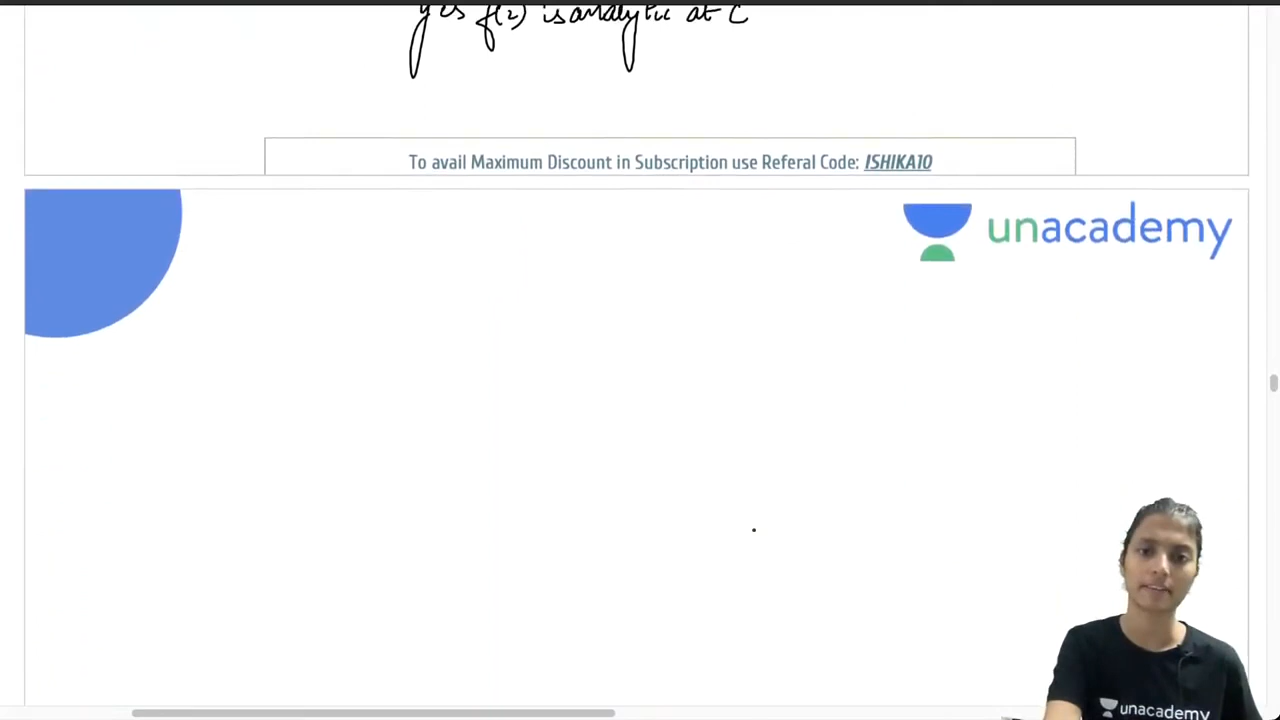 yes f(z) is analytic at C
To avail Maximum Discount in Subscription use Referal Code: ISHIKA10
unacademy
unacademy